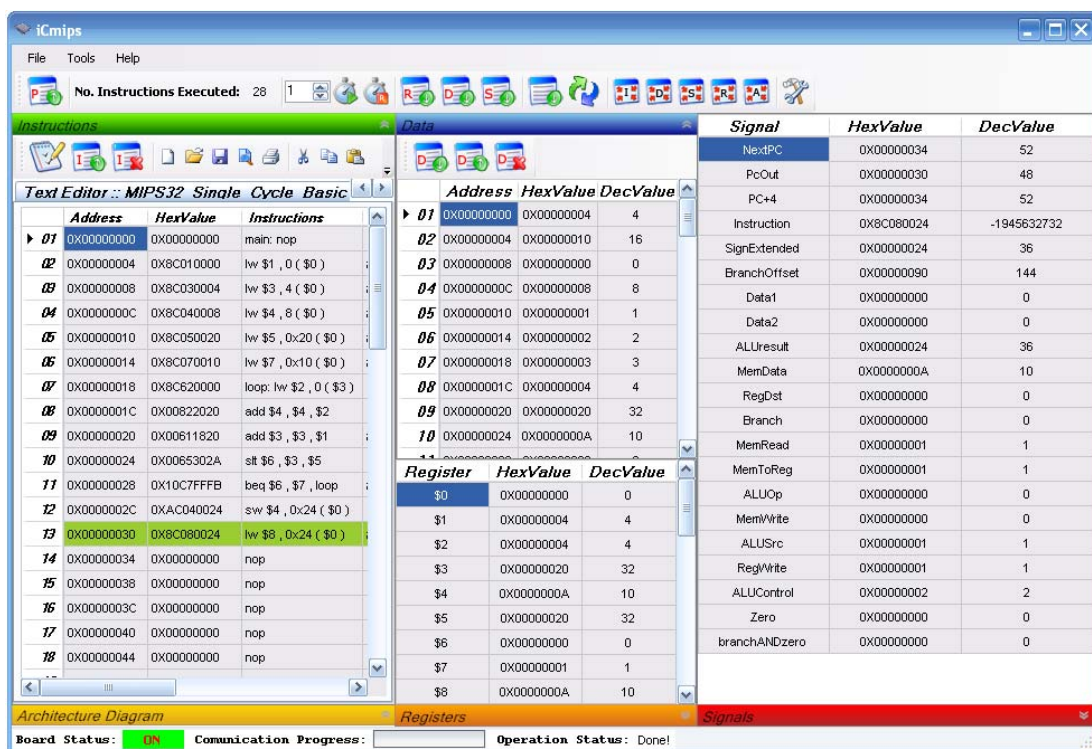 iCmips
File Tools Help
No. Instructions Executed: 28 1
Instructions
Text Editor :: MIPS32 Single Cycle Basic
Address HexValue Instructions
01 0X00000000 0X00000000 main: nop
02 0X00000004 0X8C010000 lw $1 , 0 ( $0 )
03 0X00000008 0X8C030004 lw $3 , 4 ( $0 )
04 0X0000000C 0X8C040008 lw $4 , 8 ( $0 )
05 0X00000010 0X8C050020 lw $5 , 0x20 ( $0 )
06 0X00000014 0X8C070010 lw $7 , 0x10 ( $0 )
07 0X00000018 0X8C620000 loop: lw $2 , 0 ( $3 )
08 0X0000001C 0X00822020 add $4 , $4 , $2
09 0X00000020 0X00611820 add $3 , $3 , $1
10 0X00000024 0X0065302A slt $6 , $3 , $5
11 0X00000028 0X10C7FFFB beq $6 , $7 , loop
12 0X0000002C 0XAC040024 sw $4 , 0x24 ( $0 )
13 0X00000030 0X8C080024 lw $8 , 0x24 ( $0 )
14 0X00000034 0X00000000 nop
15 0X00000038 0X00000000 nop
16 0X0000003C 0X00000000 nop
17 0X00000040 0X00000000 nop
18 0X00000044 0X00000000 nop
Architecture Diagram
Data
Address HexValue DecValue
01 0X00000000 0X00000004 4
02 0X00000004 0X00000010 16
03 0X00000008 0X00000000 0
04 0X0000000C 0X00000008 8
05 0X00000010 0X00000001 1
06 0X00000014 0X00000002 2
07 0X00000018 0X00000003 3
08 0X0000001C 0X00000004 4
09 0X00000020 0X00000020 32
10 0X00000024 0X0000000A 10
Register HexValue DecValue
$0 0X00000000 0
$1 0X00000004 4
$2 0X00000004 4
$3 0X00000020 32
$4 0X0000000A 10
$5 0X00000020 32
$6 0X00000000 0
$7 0X00000001 1
$8 0X0000000A 10
Registers
Signal HexValue DecValue
NextPC 0X00000034 52
PcOut 0X00000030 48
PC+4 0X00000034 52
Instruction 0X8C080024 -1945632732
SignExtended 0X00000024 36
BranchOffset 0X00000090 144
Data1 0X00000000 0
Data2 0X00000000 0
ALUresult 0X00000024 36
MemData 0X0000000A 10
RegDst 0X00000000 0
Branch 0X00000000 0
MemRead 0X00000001 1
MemToReg 0X00000001 1
ALUOp 0X00000000 0
MemWrite 0X00000000 0
ALUSrc 0X00000001 1
RegWrite 0X00000001 1
ALUControl 0X00000002 2
Zero 0X00000000 0
branchANDzero 0X00000000 0
Signals
Board Status: ON Comunication Progress: Operation Status: Done!